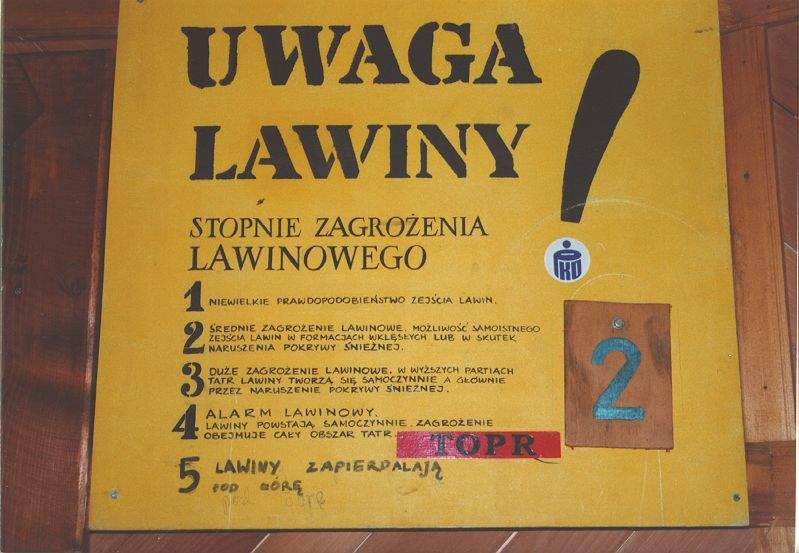 UWAGA
LAWINY!
STOPNIE ZAGROŻENIA
LAWINOWEGO
PKO
1 NIEWIELKIE PRAWDOPODOBIEŃSTWO ZEJŚCIA LAWIN.
2 ŚREDNIE ZAGROŻENIE LAWINOWE. MOŻLIWOŚĆ SAMOISTNEGO
ZEJŚCIA LAWIN W FORMACJACH WKLĘSŁYCH LUB W SKUTEK
NARUSZENIA POKRYWY ŚNIEŻNEJ.
2
3 DUŻE ZAGROŻENIE LAWINOWE. W WYŻSZYCH PARTIACH
TATR LAWINY TWORZĄ SIĘ SAMOCZYNNIE A GŁÓWNIE
PRZEZ NARUSZENIE POKRYWY ŚNIEŻNEJ.
4 ALARM LAWINOWY.
LAWINY POWSTAJĄ SAMOCZYNNIE. ZAGROŻENIE
OBEJMUJE CAŁY OBSZAR TATR.
TOPR
5 LAWINY ZAPIERDALAJĄ
POD GÓRĘ
pod górę